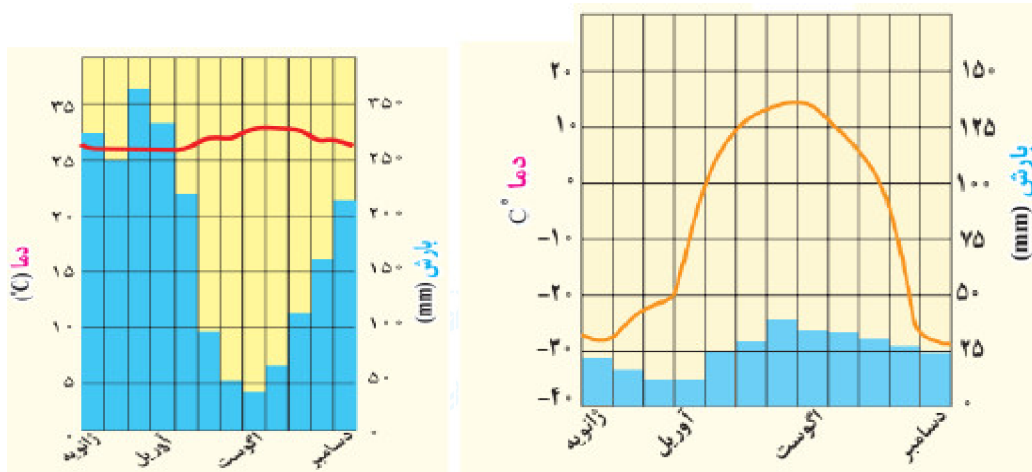 ۳۵
۲۵
۲۰
۱۵
۱۰
۵
۰
دما (°C)
۳۵۰
۲۵۰
۲۰۰
۱۵۰
۱۰۰
۵۰
۰
بارش (mm)
ژانویه
آوریل
اگوست
دسامبر
۲۰
۱۰
۰
−۱۰
−۲۰
−۳۰
−۴۰
دما C°
۱۵۰
۱۲۵
۱۰۰
۷۵
۵۰
۲۵
۰
بارش (mm)
ژانویه
آوریل
اگوست
دسامبر